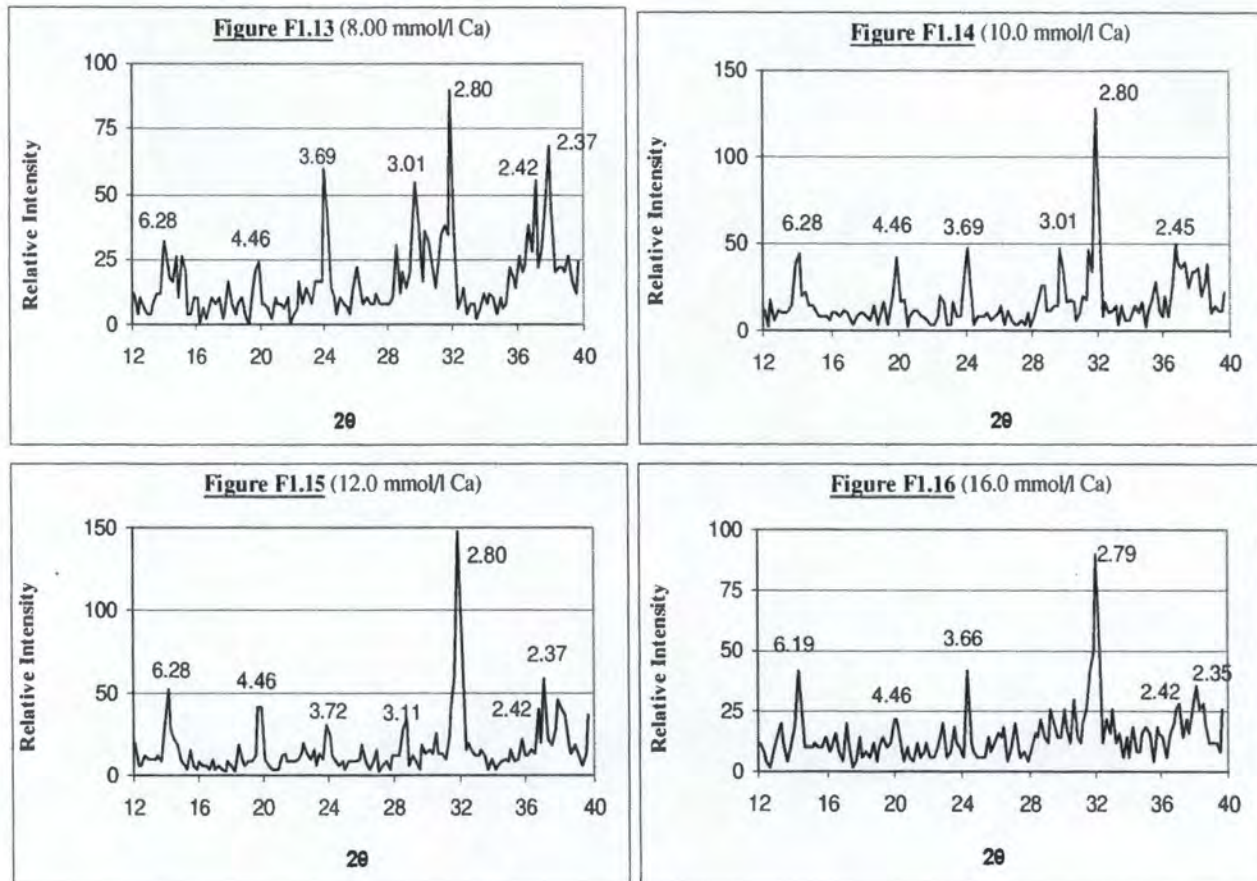 Figure F1.13 (8.00 mmol/l Ca)
Relative Intensity
100
75
50
25
0
6.28
4.46
3.69
3.01
2.80
2.42
2.37
12 16 20 24 28 32 36 40
2θ
Figure F1.14 (10.0 mmol/l Ca)
Relative Intensity
150
100
50
0
6.28
4.46
3.69
3.01
2.80
2.45
12 16 20 24 28 32 36 40
2θ
Figure F1.15 (12.0 mmol/l Ca)
Relative Intensity
150
100
50
0
6.28
4.46
3.72
3.11
2.80
2.42
2.37
12 16 20 24 28 32 36 40
2θ
Figure F1.16 (16.0 mmol/l Ca)
Relative Intensity
100
75
50
25
0
6.19
4.46
3.66
2.79
2.42
2.35
12 16 20 24 28 32 36 40
2θ